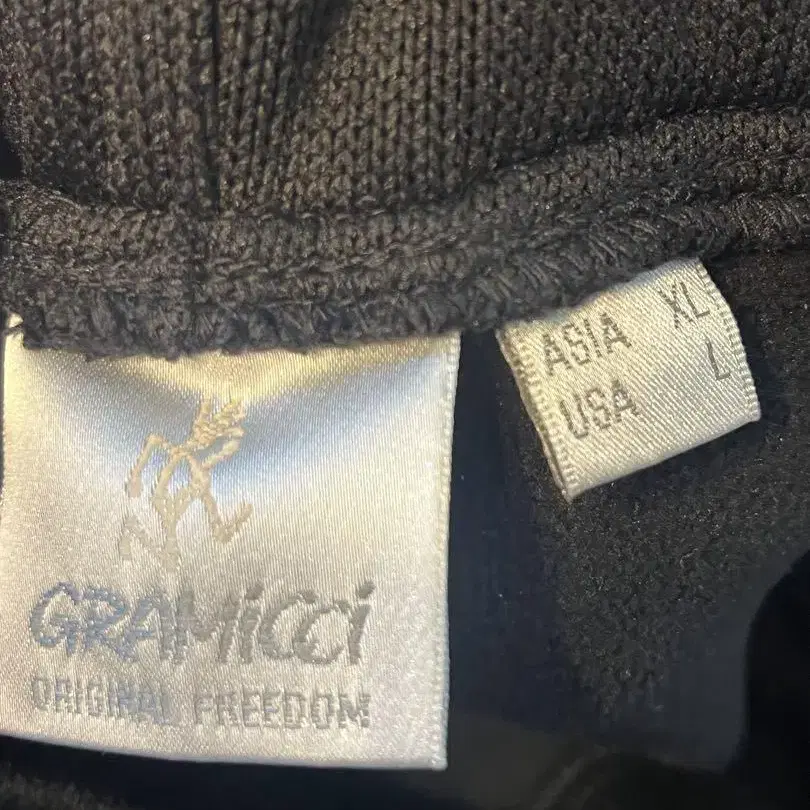 GRAMiCCi
ORIGINAL FREEDOM
ASIA XL
USA L